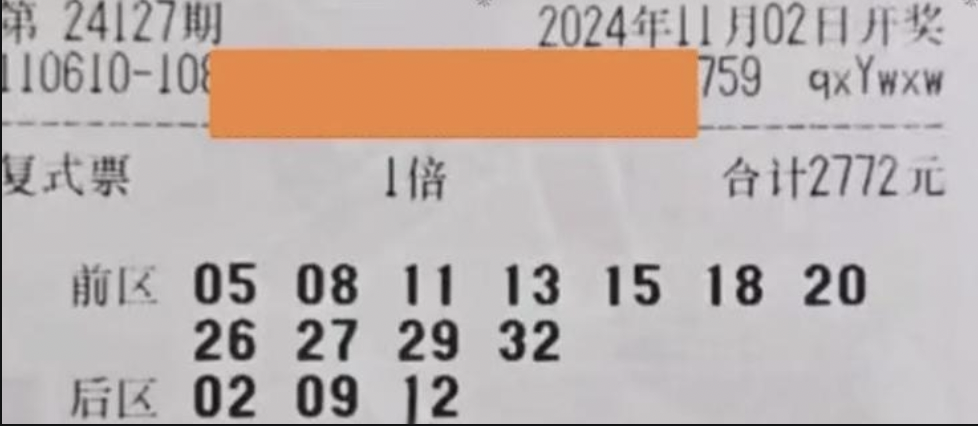 第 24127期 2024年11月02日开奖
110610-108 759 qxYwxw
复式票 1倍 合计2772元
前区 05 08 11 13 15 18 20
26 27 29 32
后区 02 09 12